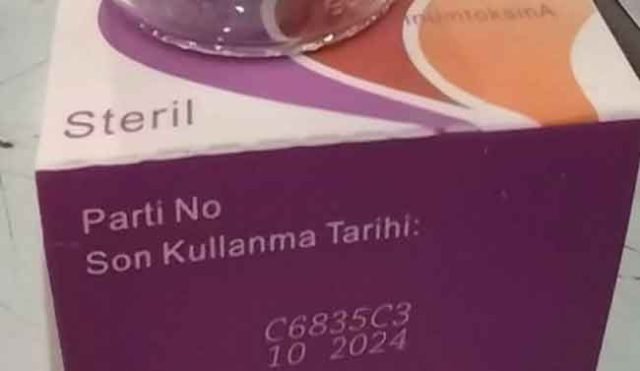 Steril
Parti No
Son Kullanma Tarihi:
C6835C3
10 2024